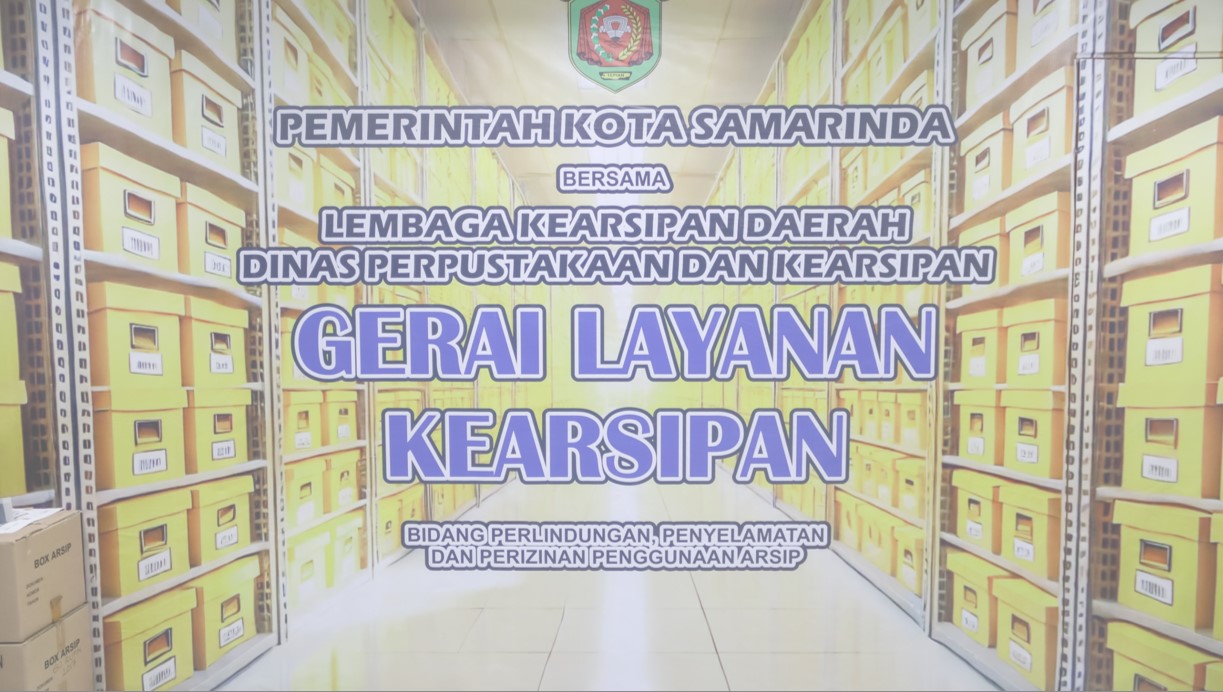 PEMERINTAH KOTA SAMARINDA
BERSAMA
LEMBAGA KEARSIPAN DAERAH
DINAS PERPUSTAKAAN DAN KEARSIPAN
GERAI LAYANAN
KEARSIPAN
BIDANG PERLINDUNGAN, PENYELAMATAN
DAN PERIZINAN PENGGUNAAN ARSIP
BOX ARSIP
BOX ARSIP